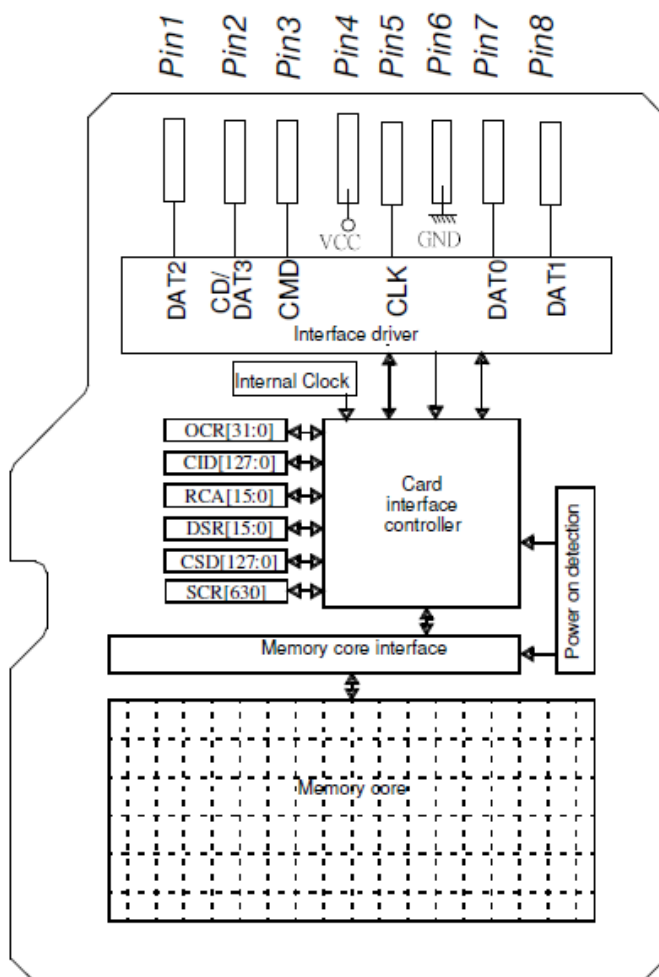 Pin1 Pin2 Pin3 Pin4 Pin5 Pin6 Pin7 Pin8
VCC GND
DAT2 CD/ DAT3 CMD CLK DAT0 DAT1
Interface driver
Internal Clock
OCR[31:0]
CID[127:0]
RCA[15:0]
DSR[15:0]
CSD[127:0]
SCR[630]
Card
interface
controller
Power on detection
Memory core interface
Memory core